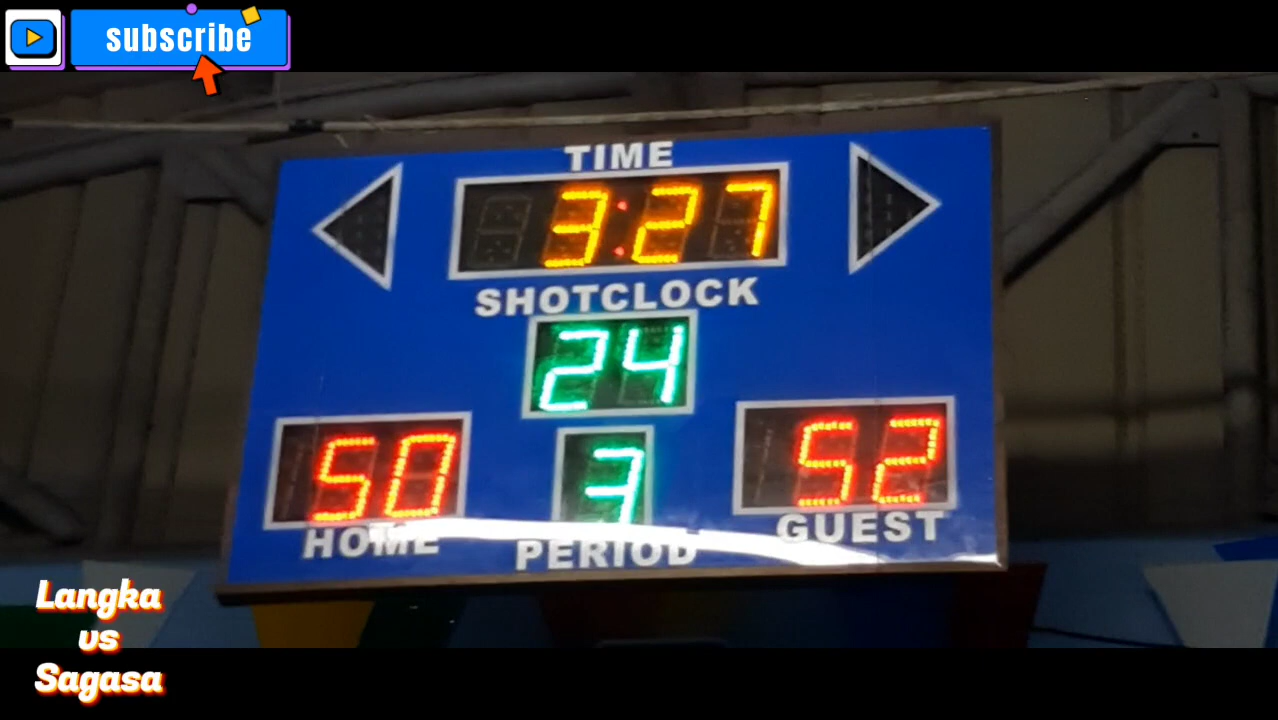 subscribe
TIME
3:27
SHOTCLOCK
24
50
3
52
HOME
PERIOD
GUEST
Langka
vs
Sagasa